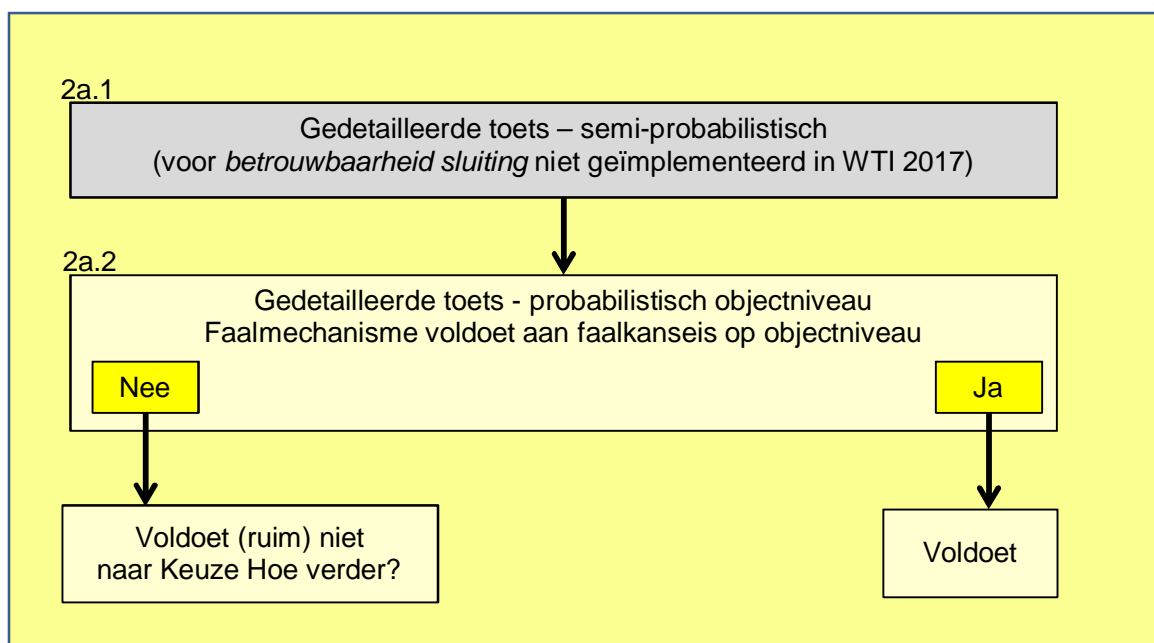 2a.1
Gedetailleerde toets – semi-probabilistisch
(voor betrouwbaarheid sluiting niet geïmplementeerd in WTI 2017)
2a.2
Gedetailleerde toets - probabilistisch objectniveau
Faalmechanisme voldoet aan faalkanseis op objectniveau
Nee
Ja
Voldoet (ruim) niet
naar Keuze Hoe verder?
Voldoet